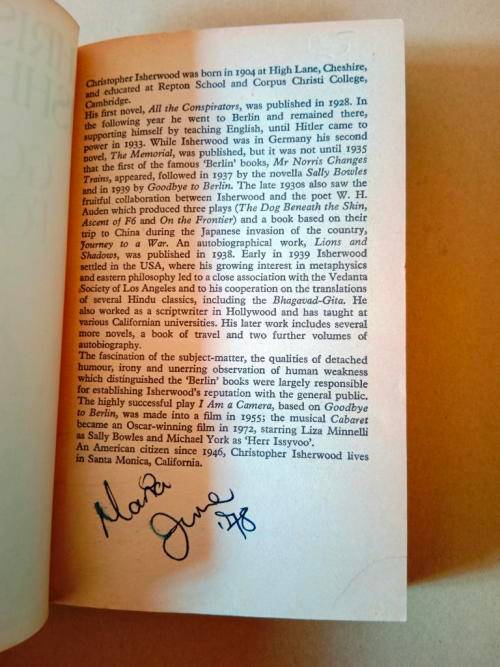 Christopher Isherwood was born in 1904 at High Lane, Cheshire,
and educated at Repton School and Corpus Christi College,
Cambridge.
His first novel, All the Conspirators, was published in 1928. In
the following year he went to Berlin and remained there,
supporting himself by teaching English, until Hitler came to
power in 1933. While Isherwood was in Germany his second
novel, The Memorial, was published, but it was not until 1935
that the first of the famous 'Berlin' books, Mr Norris Changes
Trains, appeared, followed in 1937 by the novella Sally Bowles
and in 1939 by Goodbye to Berlin. The late 1930s also saw the
fruitful collaboration between Isherwood and the poet W. H.
Auden which produced three plays (The Dog Beneath the Skin,
Ascent of F6 and On the Frontier) and a book based on their
trip to China during the Japanese invasion of the country,
Journey to a War. An autobiographical work, Lions and
Shadows, was published in 1938. Early in 1939 Isherwood
settled in the USA, where his growing interest in metaphysics
and eastern philosophy led to a close association with the Vedanta
Society of Los Angeles and to his cooperation on the translations
of several Hindu classics, including the Bhagavad-Gita. He
also worked as a scriptwriter in Hollywood and has taught at
various Californian universities. His later work includes several
more novels, a book of travel and two further volumes of
autobiography.
The fascination of the subject-matter, the qualities of detached
humour, irony and unerring observation of human weakness
which distinguished the 'Berlin' books were largely responsible
for establishing Isherwood's reputation with the general public.
The highly successful play I Am a Camera, based on Goodbye
to Berlin, was made into a film in 1955; the musical Cabaret
became an Oscar-winning film in 1972, starring Liza Minnelli
as Sally Bowles and Michael York as 'Herr Issyvoo'.
An American citizen since 1946, Christopher Isherwood lives
in Santa Monica, California.
Maria
June